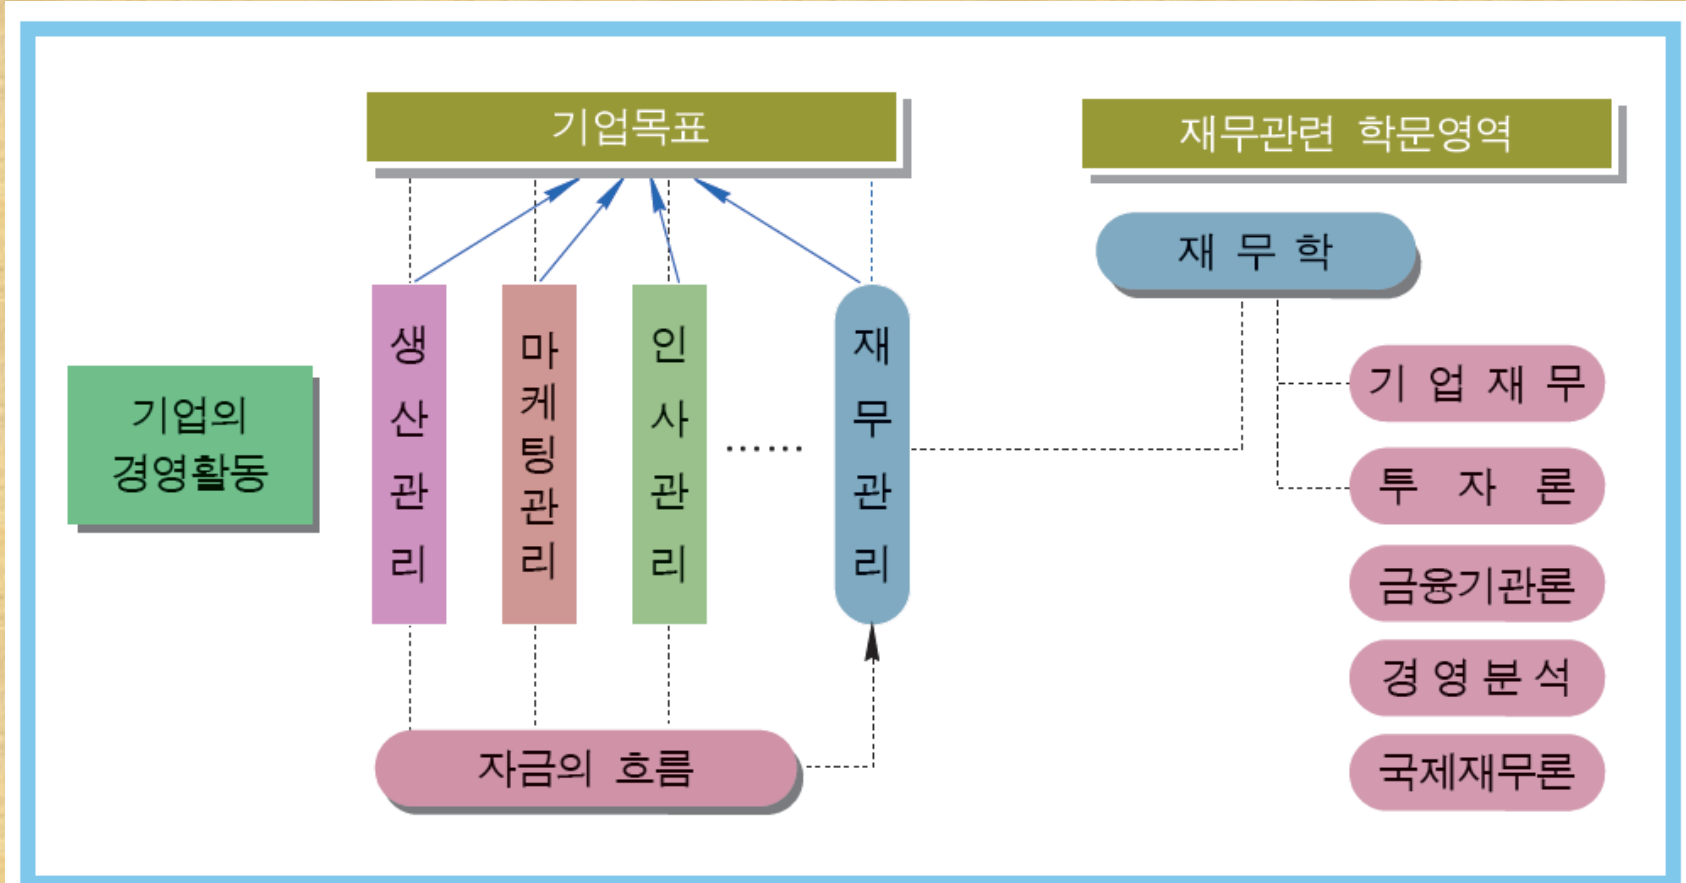 기업목표
재무관련 학문영역
재 무 학
기업의
경영활동
생산관리
마케팅관리
인사관리
......
재무관리
기 업 재 무
투 자 론
금융기관론
경 영 분 석
국제재무론
자금의 흐름